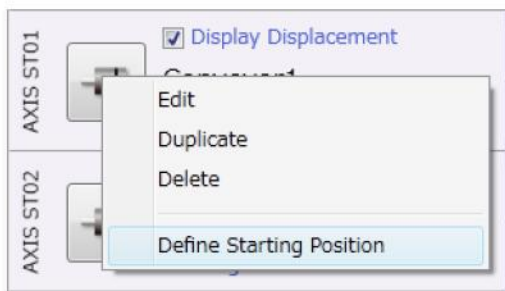 AXIS ST01
Display Displacement
Edit
Duplicate
Delete
AXIS ST02
Define Starting Position